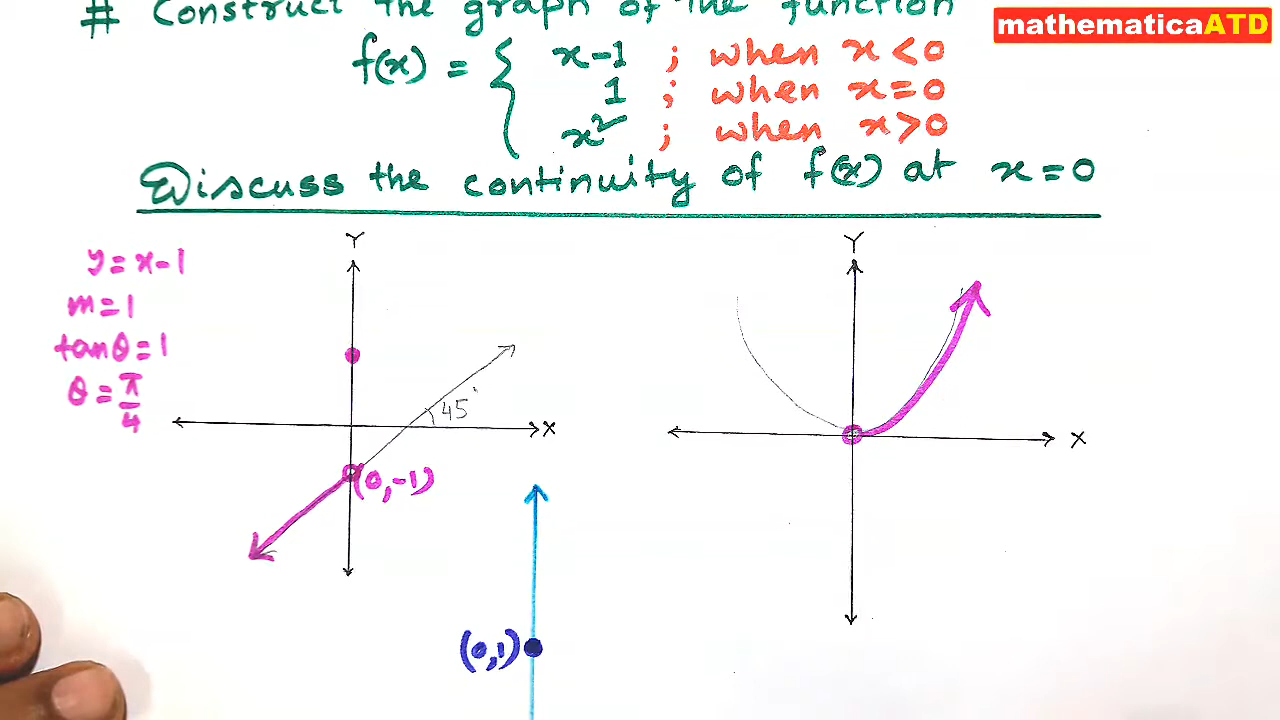 # Construct the graph of the function
mathematicaATD
f(x) = { x-1 ; when x<0
1 ; when x=0
x² ; when x>0
Discuss the continuity of f(x) at x=0
y=x-1
m=1
tanθ=1
θ=π/4
Y
45°
X
(0,-1)
Y
X
(0,1)